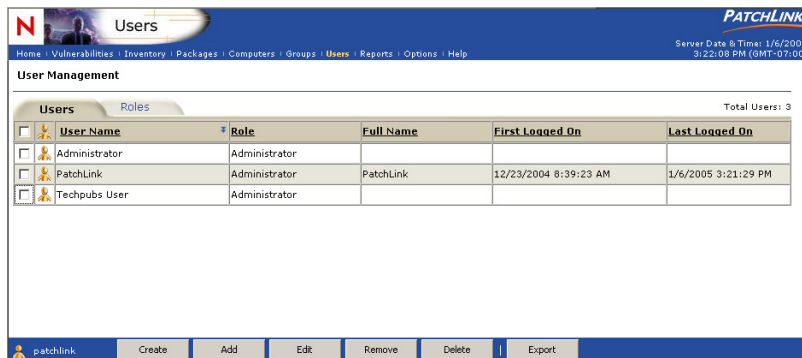 N Users PATCHLINK
Server Date & Time: 1/6/200
3:22:08 PM (GMT-07:00
Home Vulnerabilities Inventory Packages Computers Groups Users Reports Options Help
User Management
Users Roles Total Users: 3
User Name Role Full Name First Logged On Last Logged On
Administrator Administrator
PatchLink Administrator PatchLink 12/23/2004 8:39:23 AM 1/6/2005 3:21:29 PM
Techpubs User Administrator
patchlink Create Add Edit Remove Delete | Export